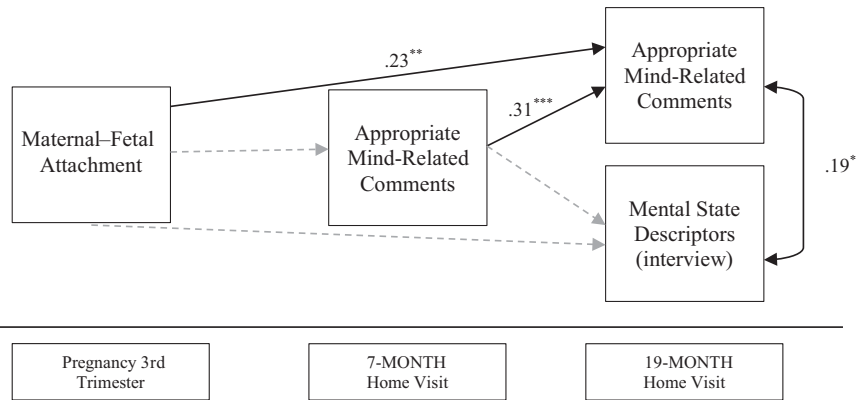 Maternal–Fetal
Attachment
.23**
Appropriate
Mind-Related
Comments
.31***
Appropriate
Mind-Related
Comments
Mental State
Descriptors
(interview)
.19*
Pregnancy 3rd
Trimester
7-MONTH
Home Visit
19-MONTH
Home Visit